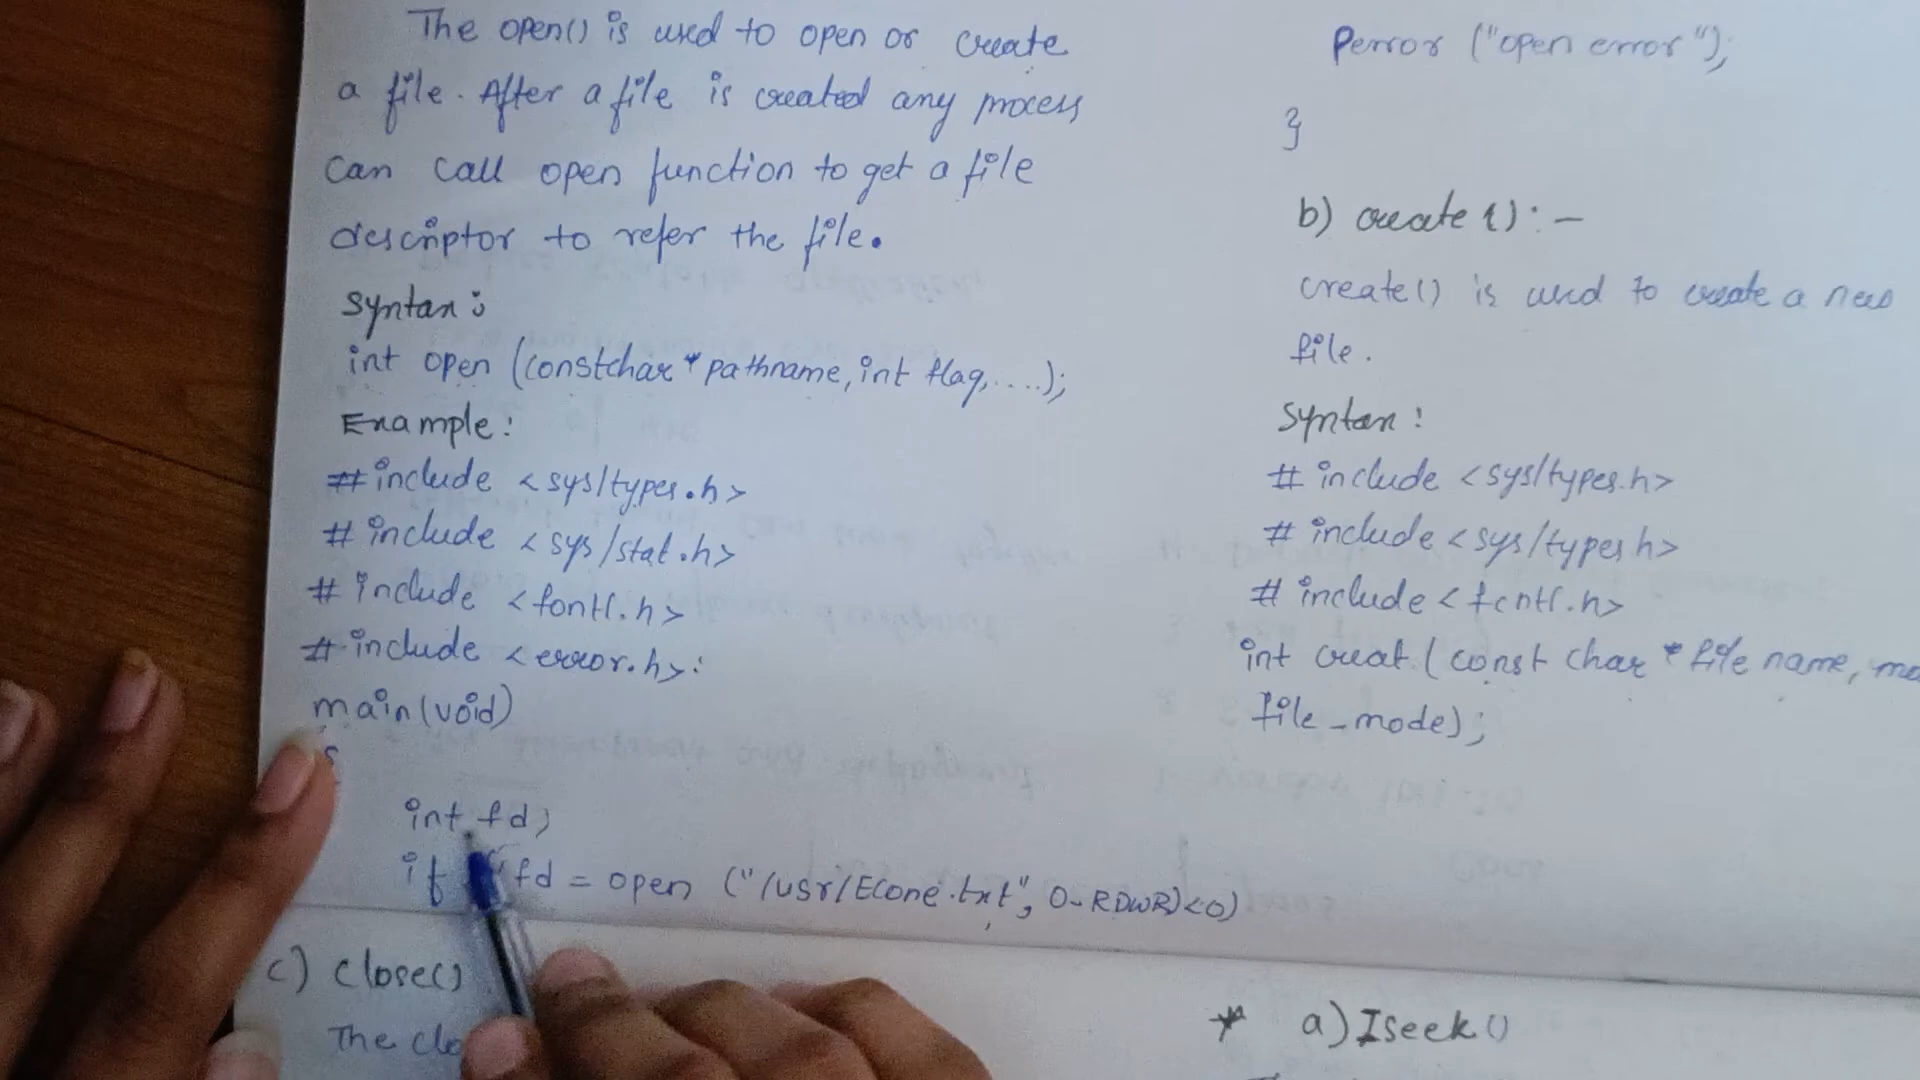 The open() is used to open or create
a file. After a file is created any process
can call open function to get a file
descriptor to refer the file.
Syntax:
int open (constchar * pathname, int flag, ....);
Example:
# include <sys/types.h>
# include <sys/stat.h>
# include <fontl.h>
# include <error.h>:
main(void)
int fd;
if fd = open ("/usr/Econe.txt", O-RDWR)<0)
c) close()
The
perror ("open error");
}
b) create():-
create() is used to create a new
file.
Syntax:
# include <sys/types.h>
# include <sys/types.h>
# include <fcntl.h>
int creat (const char * file name,
file_mode);
* a) Iseek()